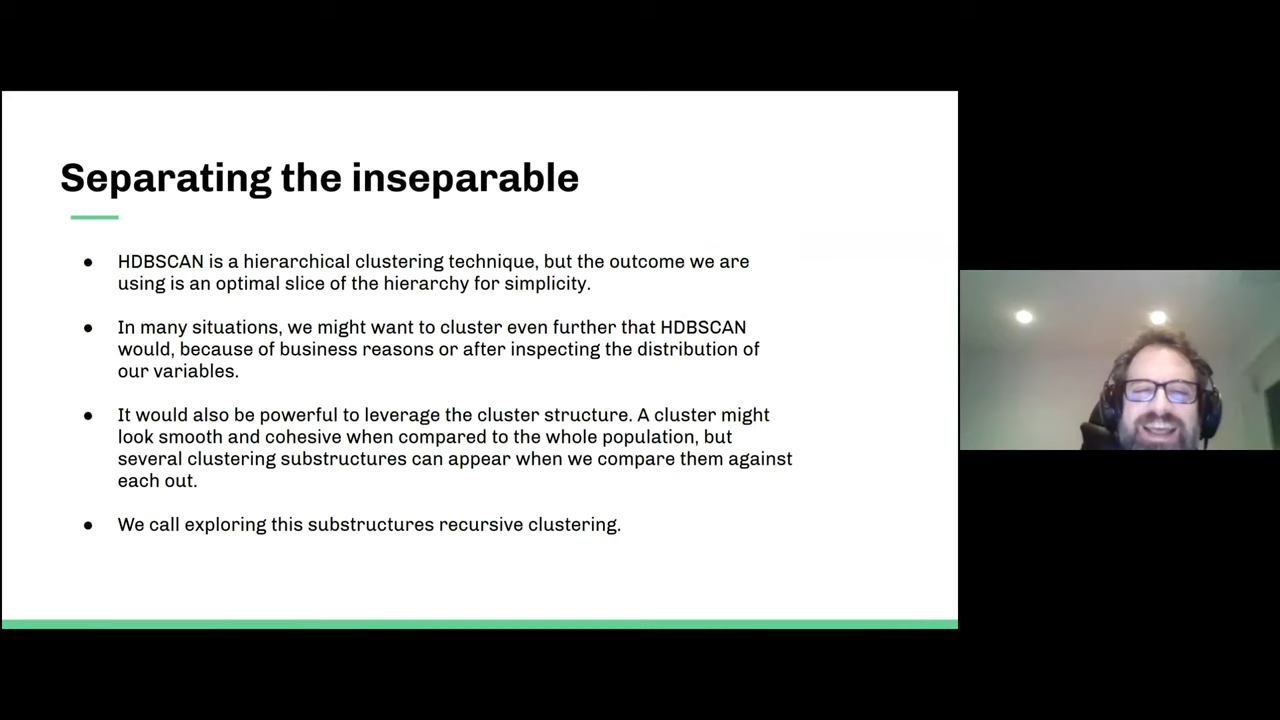 Separating the inseparable
● HDBSCAN is a hierarchical clustering technique, but the outcome we are
using is an optimal slice of the hierarchy for simplicity.
● In many situations, we might want to cluster even further that HDBSCAN
would, because of business reasons or after inspecting the distribution of
our variables.
● It would also be powerful to leverage the cluster structure. A cluster might
look smooth and cohesive when compared to the whole population, but
several clustering substructures can appear when we compare them against
each out.
● We call exploring this substructures recursive clustering.